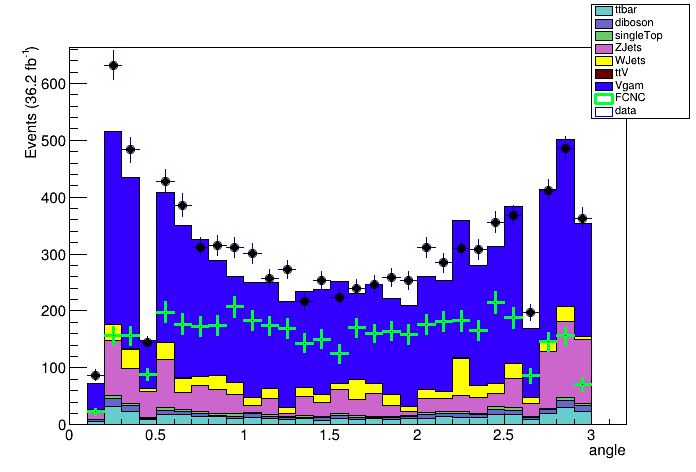 ttbar
diboson
singleTop
ZJets
WJets
ttV
Vgam
FCNC
data
Events (36.2 fb⁻¹)
600
500
400
300
200
100
0
0 0.5 1 1.5 2 2.5 3
angle